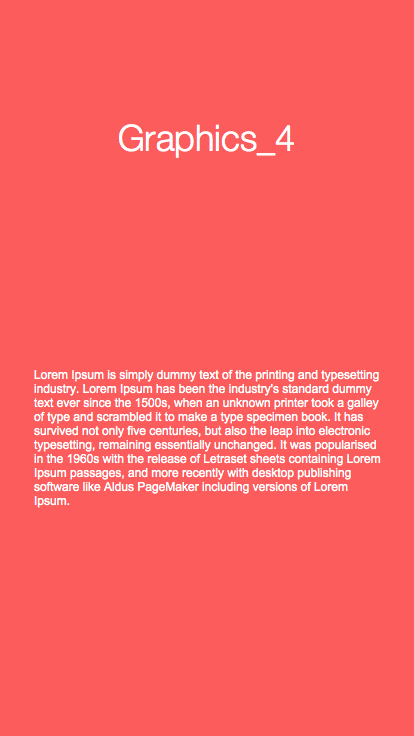 Graphics_4
Lorem Ipsum is simply dummy text of the printing and typesetting
industry. Lorem Ipsum has been the industry's standard dummy
text ever since the 1500s, when an unknown printer took a galley
of type and scrambled it to make a type specimen book. It has
survived not only five centuries, but also the leap into electronic
typesetting, remaining essentially unchanged. It was popularised
in the 1960s with the release of Letraset sheets containing Lorem
Ipsum passages, and more recently with desktop publishing
software like Aldus PageMaker including versions of Lorem
Ipsum.